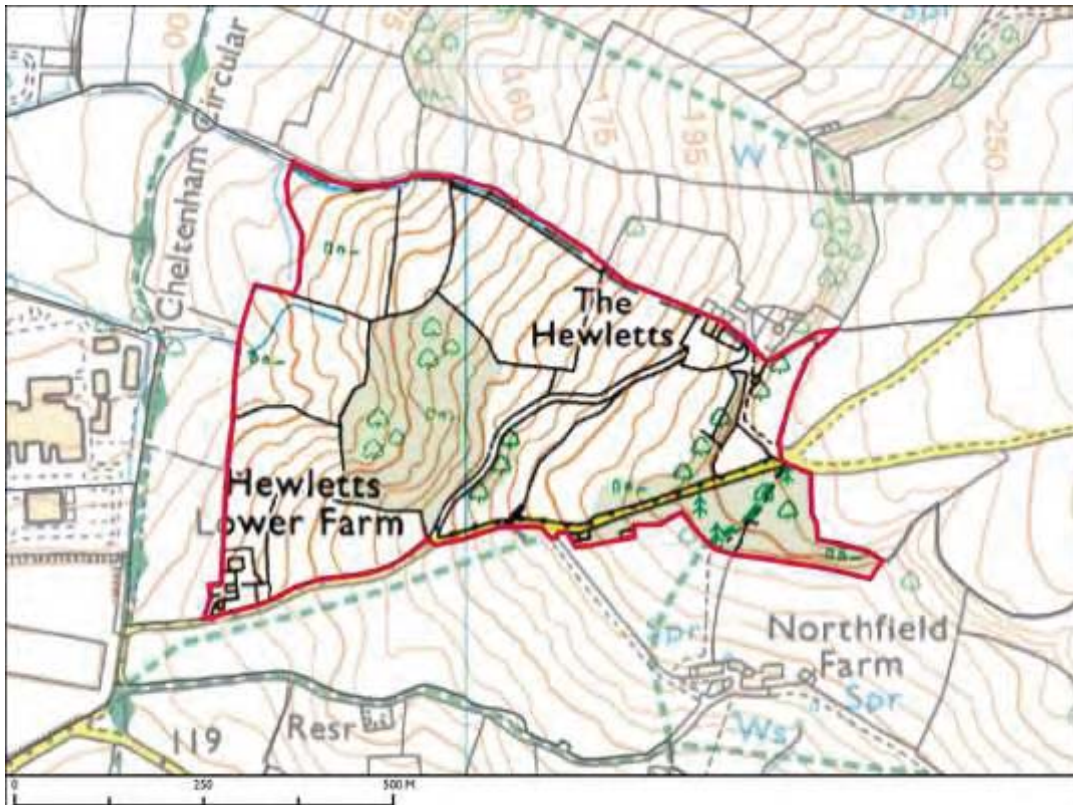 Cheltenham Circular
160
175
195
250
W
The
Hewletts
Hewletts
Lower Farm
Spr
Northfield
Farm
Spr
Ws
Resr
119
0 250 500 M